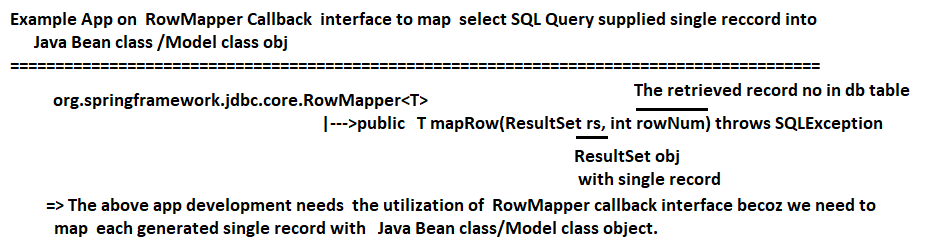 Example App on RowMapper Callback interface to map select SQL Query supplied single reccord into
Java Bean class /Model class obj
==========================================================================================
org.springframework.jdbc.core.RowMapper<T>
The retrieved record no in db table
|--->public T mapRow(ResultSet rs, int rowNum) throws SQLException
ResultSet obj
with single record
=> The above app development needs the utilization of RowMapper callback interface becoz we need to
map each generated single record with Java Bean class/Model class object.